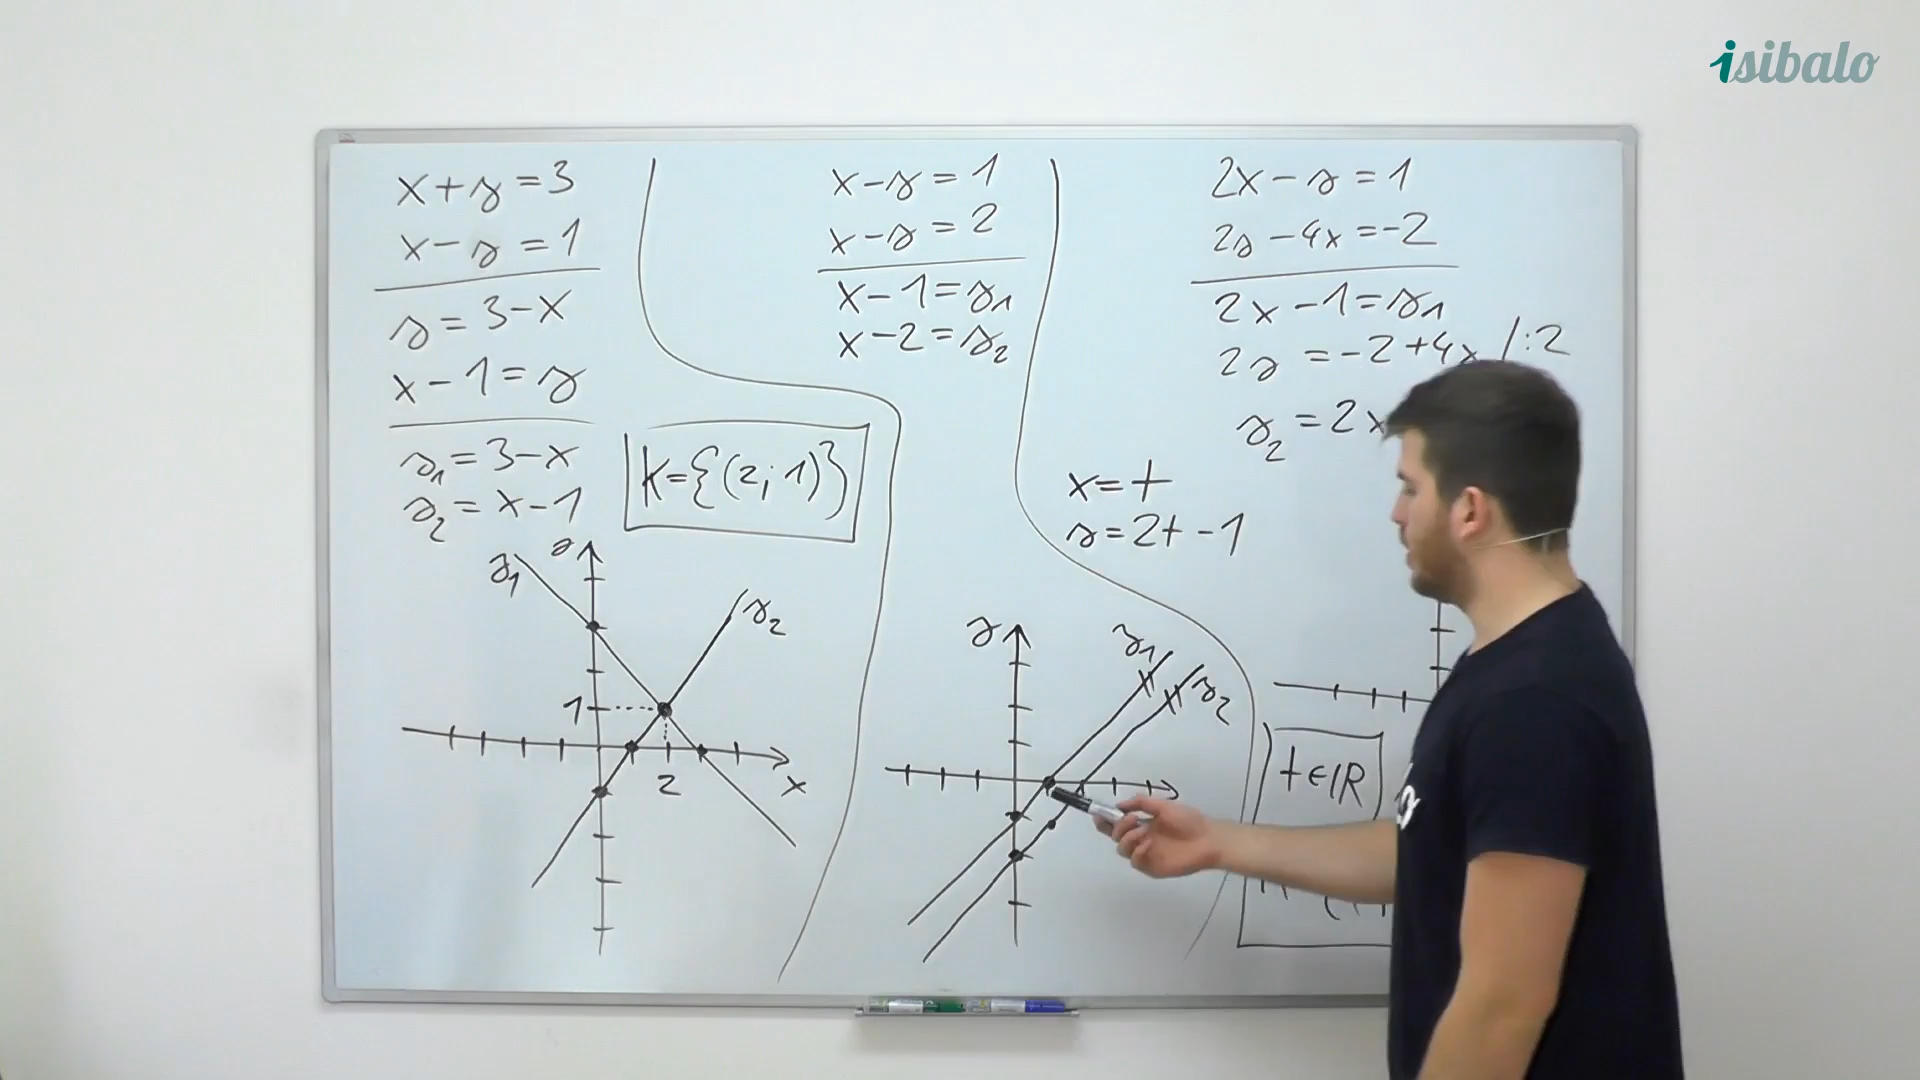 isibalo
x+y=3
x-y=1
y=3-x
x-1=y
y1=3-x
y2=x-1
K={(2;1)}
y
y1
y2
1
2
x
x-y=1
x-y=2
x-1=y1
x-2=y2
y
y1
y2
2x-y=1
2y-4x=-2
2x-1=y1
2y=-2+4x /:2
y2=2x
x=t
y=2t-1
t∈R